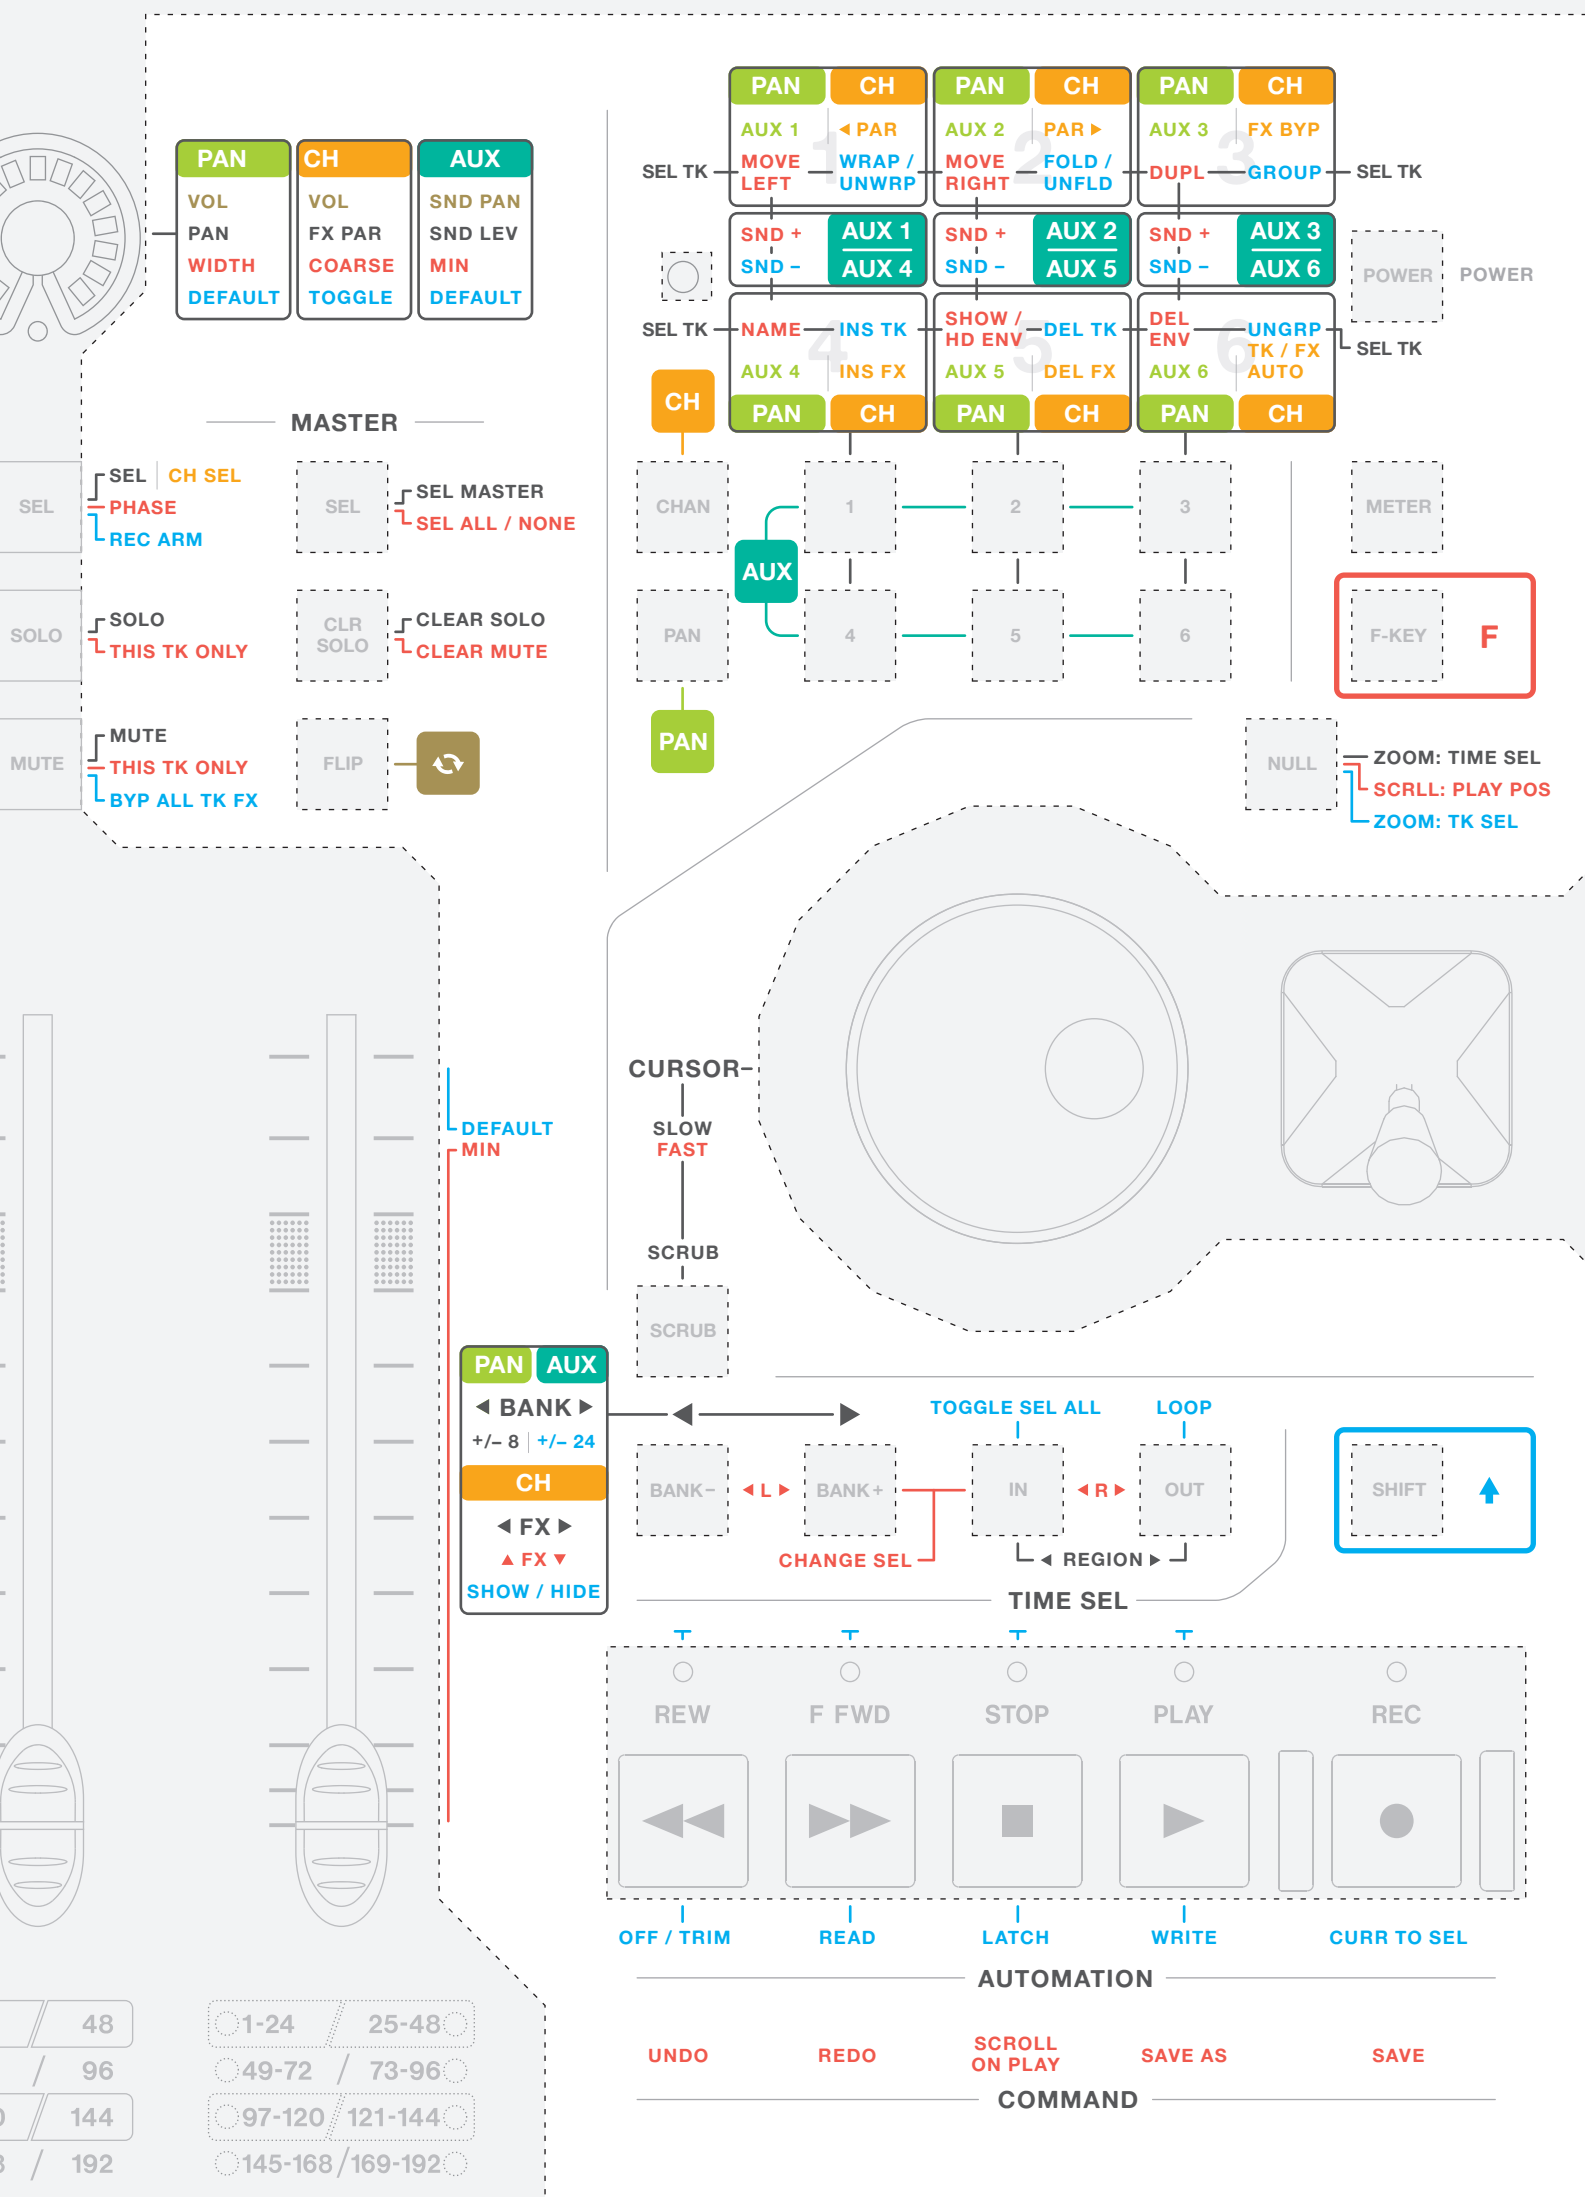 PAN CH PAN CH PAN CH
AUX 1 ◄ PAR AUX 2 PAR ► AUX 3 FX BYP
1 2 3
SEL TK MOVE LEFT WRAP / UNWRP MOVE RIGHT FOLD / UNFLD DUPL GROUP SEL TK
SND + AUX 1 SND + AUX 2 SND + AUX 3
SND – AUX 4 SND – AUX 5 SND – AUX 6
POWER POWER
SEL TK NAME INS TK SHOW / HD ENV DEL TK DEL ENV UNGRP SEL TK
4 5 6
AUX 4 INS FX AUX 5 DEL FX AUX 6 TK / FX AUTO
PAN CH PAN CH PAN CH
PAN CH AUX
VOL VOL SND PAN
PAN FX PAR SND LEV
WIDTH COARSE MIN
DEFAULT TOGGLE DEFAULT
MASTER
SEL
SEL CH SEL
PHASE
REC ARM
SEL
SEL MASTER
SEL ALL / NONE
SOLO
SOLO
THIS TK ONLY
CLR
SOLO
CLEAR SOLO
CLEAR MUTE
MUTE
MUTE
THIS TK ONLY
BYP ALL TK FX
FLIP
CH
CHAN 1 2 3 METER
AUX
PAN 4 5 6 F-KEY F
PAN
NULL
ZOOM: TIME SEL
SCRLL: PLAY POS
ZOOM: TK SEL
CURSOR
SLOW
FAST
SCRUB
SCRUB
DEFAULT
MIN
PAN AUX
◄ BANK ►
+/– 8 +/– 24
CH
◄ FX ►
▲ FX ▼
SHOW / HIDE
TOGGLE SEL ALL LOOP
BANK– ◄ L ► BANK+ IN ◄ R ► OUT SHIFT
CHANGE SEL ◄ REGION ►
TIME SEL
REW F FWD STOP PLAY REC
OFF / TRIM READ LATCH WRITE CURR TO SEL
AUTOMATION
UNDO REDO SCROLL ON PLAY SAVE AS SAVE
COMMAND
/ 48 1-24 / 25-48
/ 96 49-72 / 73-96
/ 144 97-120 / 121-144
/ 192 145-168 / 169-192